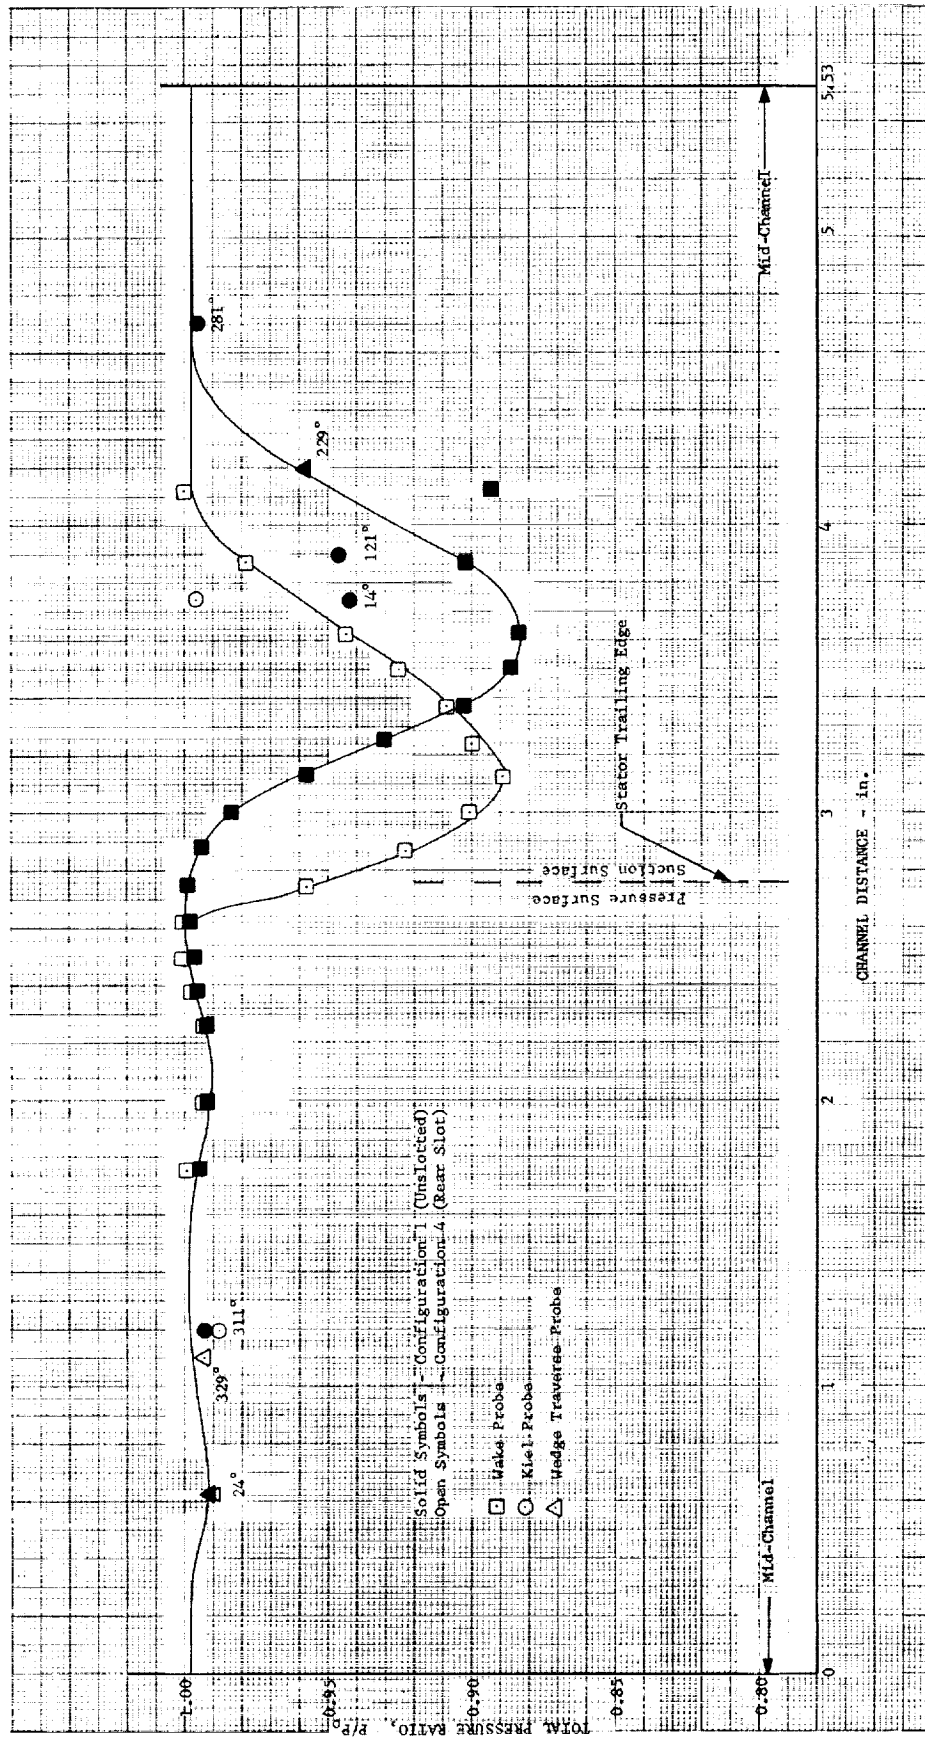 TOTAL PRESSURE RATIO, P/P₀
1.00
0.95
0.90
0.85
0.80
0
1
2
3
4
5
5.53
CHANNEL DISTANCE - in.
Mid-Channel
Mid-Channel
24°
329°
311°
14°
121°
229°
281°
Solid Symbols - Configuration 1 (Unslotted)
Open Symbols - Configuration 4 (Rear Slot)
Wake Probe
Kiel Probe
Wedge Traverse Probe
Pressure Surface
Suction Surface
Stator Trailing Edge